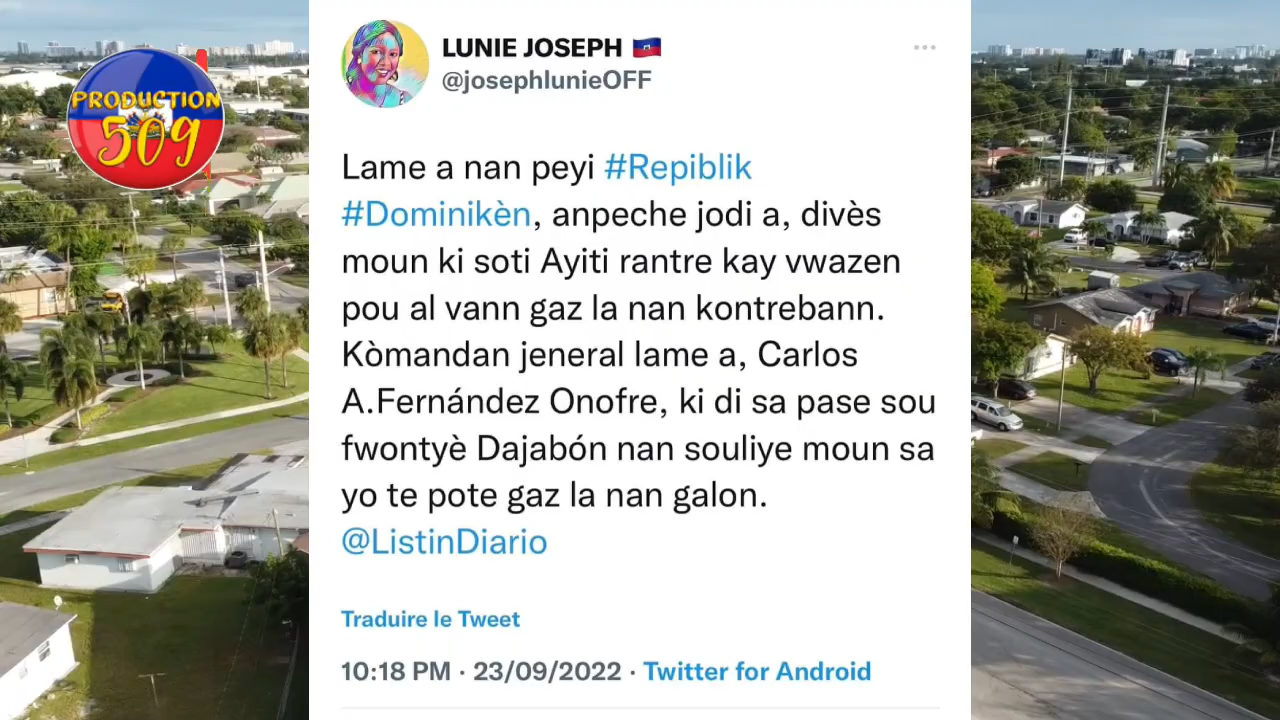 PRODUCTION
509
LUNIE JOSEPH
@josephlunieOFF
Lame a nan peyi #Repiblik
#Dominikèn, anpeche jodi a, divès
moun ki soti Ayiti rantre kay vwazen
pou al vann gaz la nan kontrebann.
Kòmandan jeneral lame a, Carlos
A.Fernández Onofre, ki di sa pase sou
fwontyè Dajabón nan souliye moun sa
yo te pote gaz la nan galon.
@ListinDiario
Traduire le Tweet
10:18 PM · 23/09/2022 · Twitter for Android